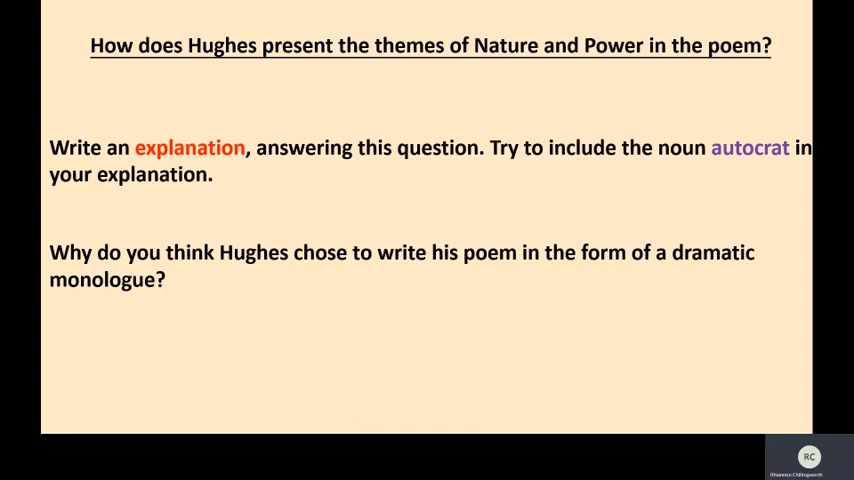 How does Hughes present the themes of Nature and Power in the poem?
Write an explanation, answering this question. Try to include the noun autocrat in
your explanation.
Why do you think Hughes chose to write his poem in the form of a dramatic
monologue?
RC
Rhiannon Chillingworth